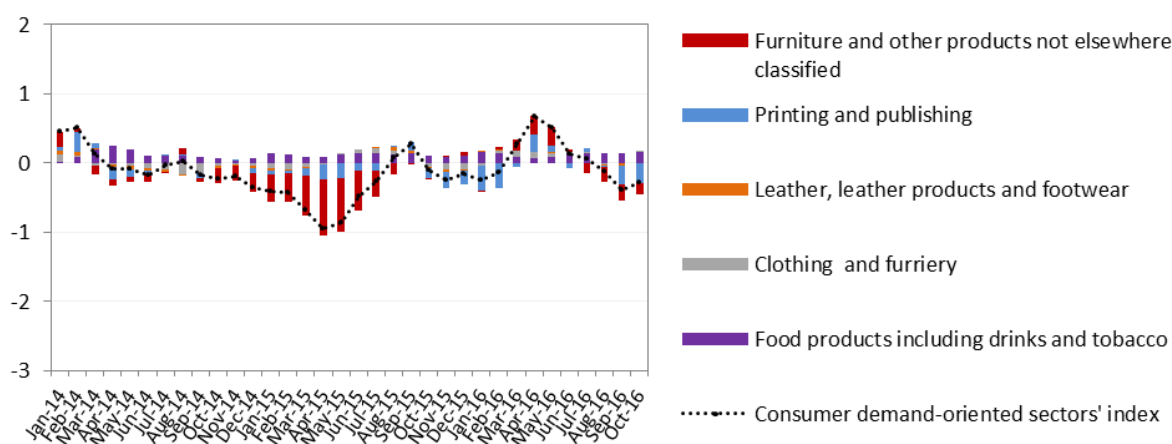 2
1
0
-1
-2
-3
Jan-14
Feb-14
Mar-14
Apr-14
May-14
Jun-14
Jul-14
Aug-14
Sep-14
Oct-14
Nov-14
Dec-14
Jan-15
Feb-15
Mar-15
Apr-15
May-15
Jun-15
Jul-15
Aug-15
Sep-15
Oct-15
Nov-15
Dec-15
Jan-16
Feb-16
Mar-16
Apr-16
May-16
Jun-16
Jul-16
Aug-16
Sep-16
Oct-16
Furniture and other products not elsewhere
classified
Printing and publishing
Leather, leather products and footwear
Clothing and furriery
Food products including drinks and tobacco
Consumer demand-oriented sectors' index